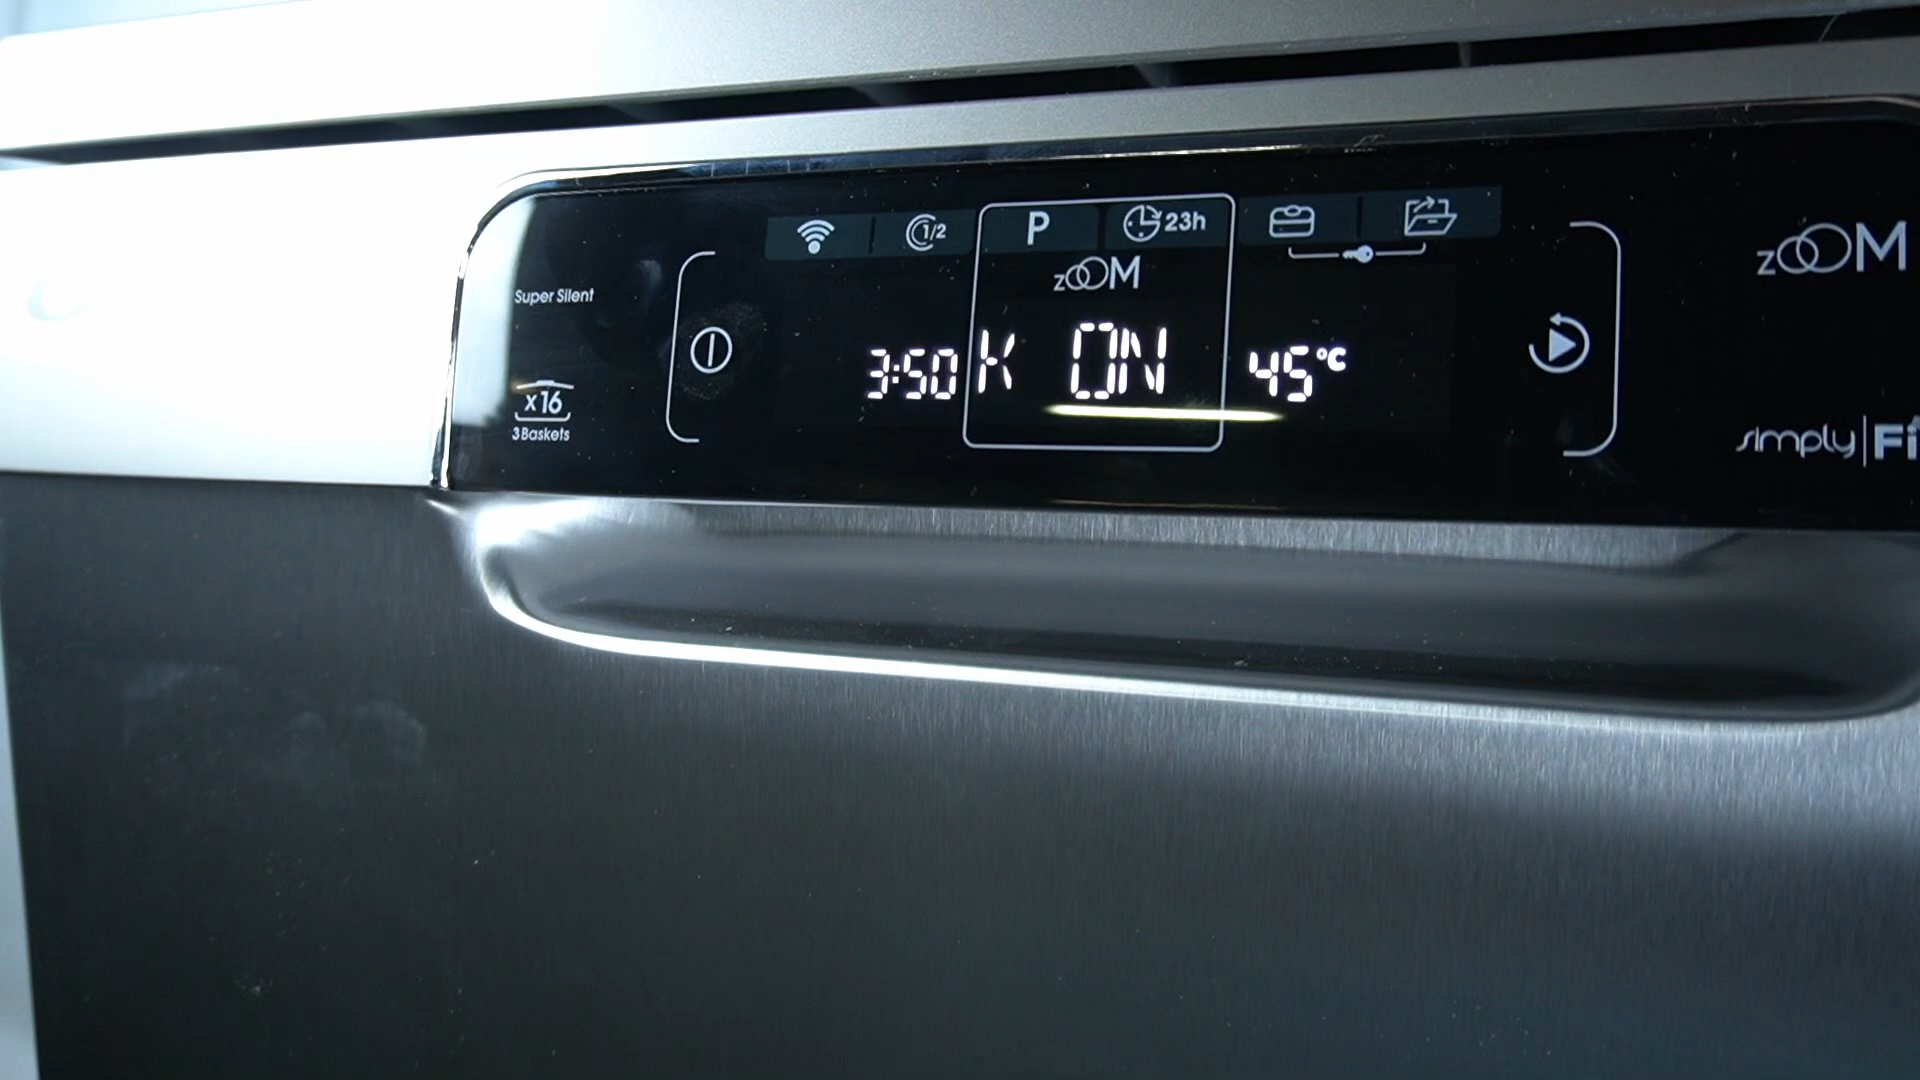 Super Silent
x16
3 Baskets
1/2
P
23h
zOOM
3:50 K ON 45°C
zOOM
simply|Fi